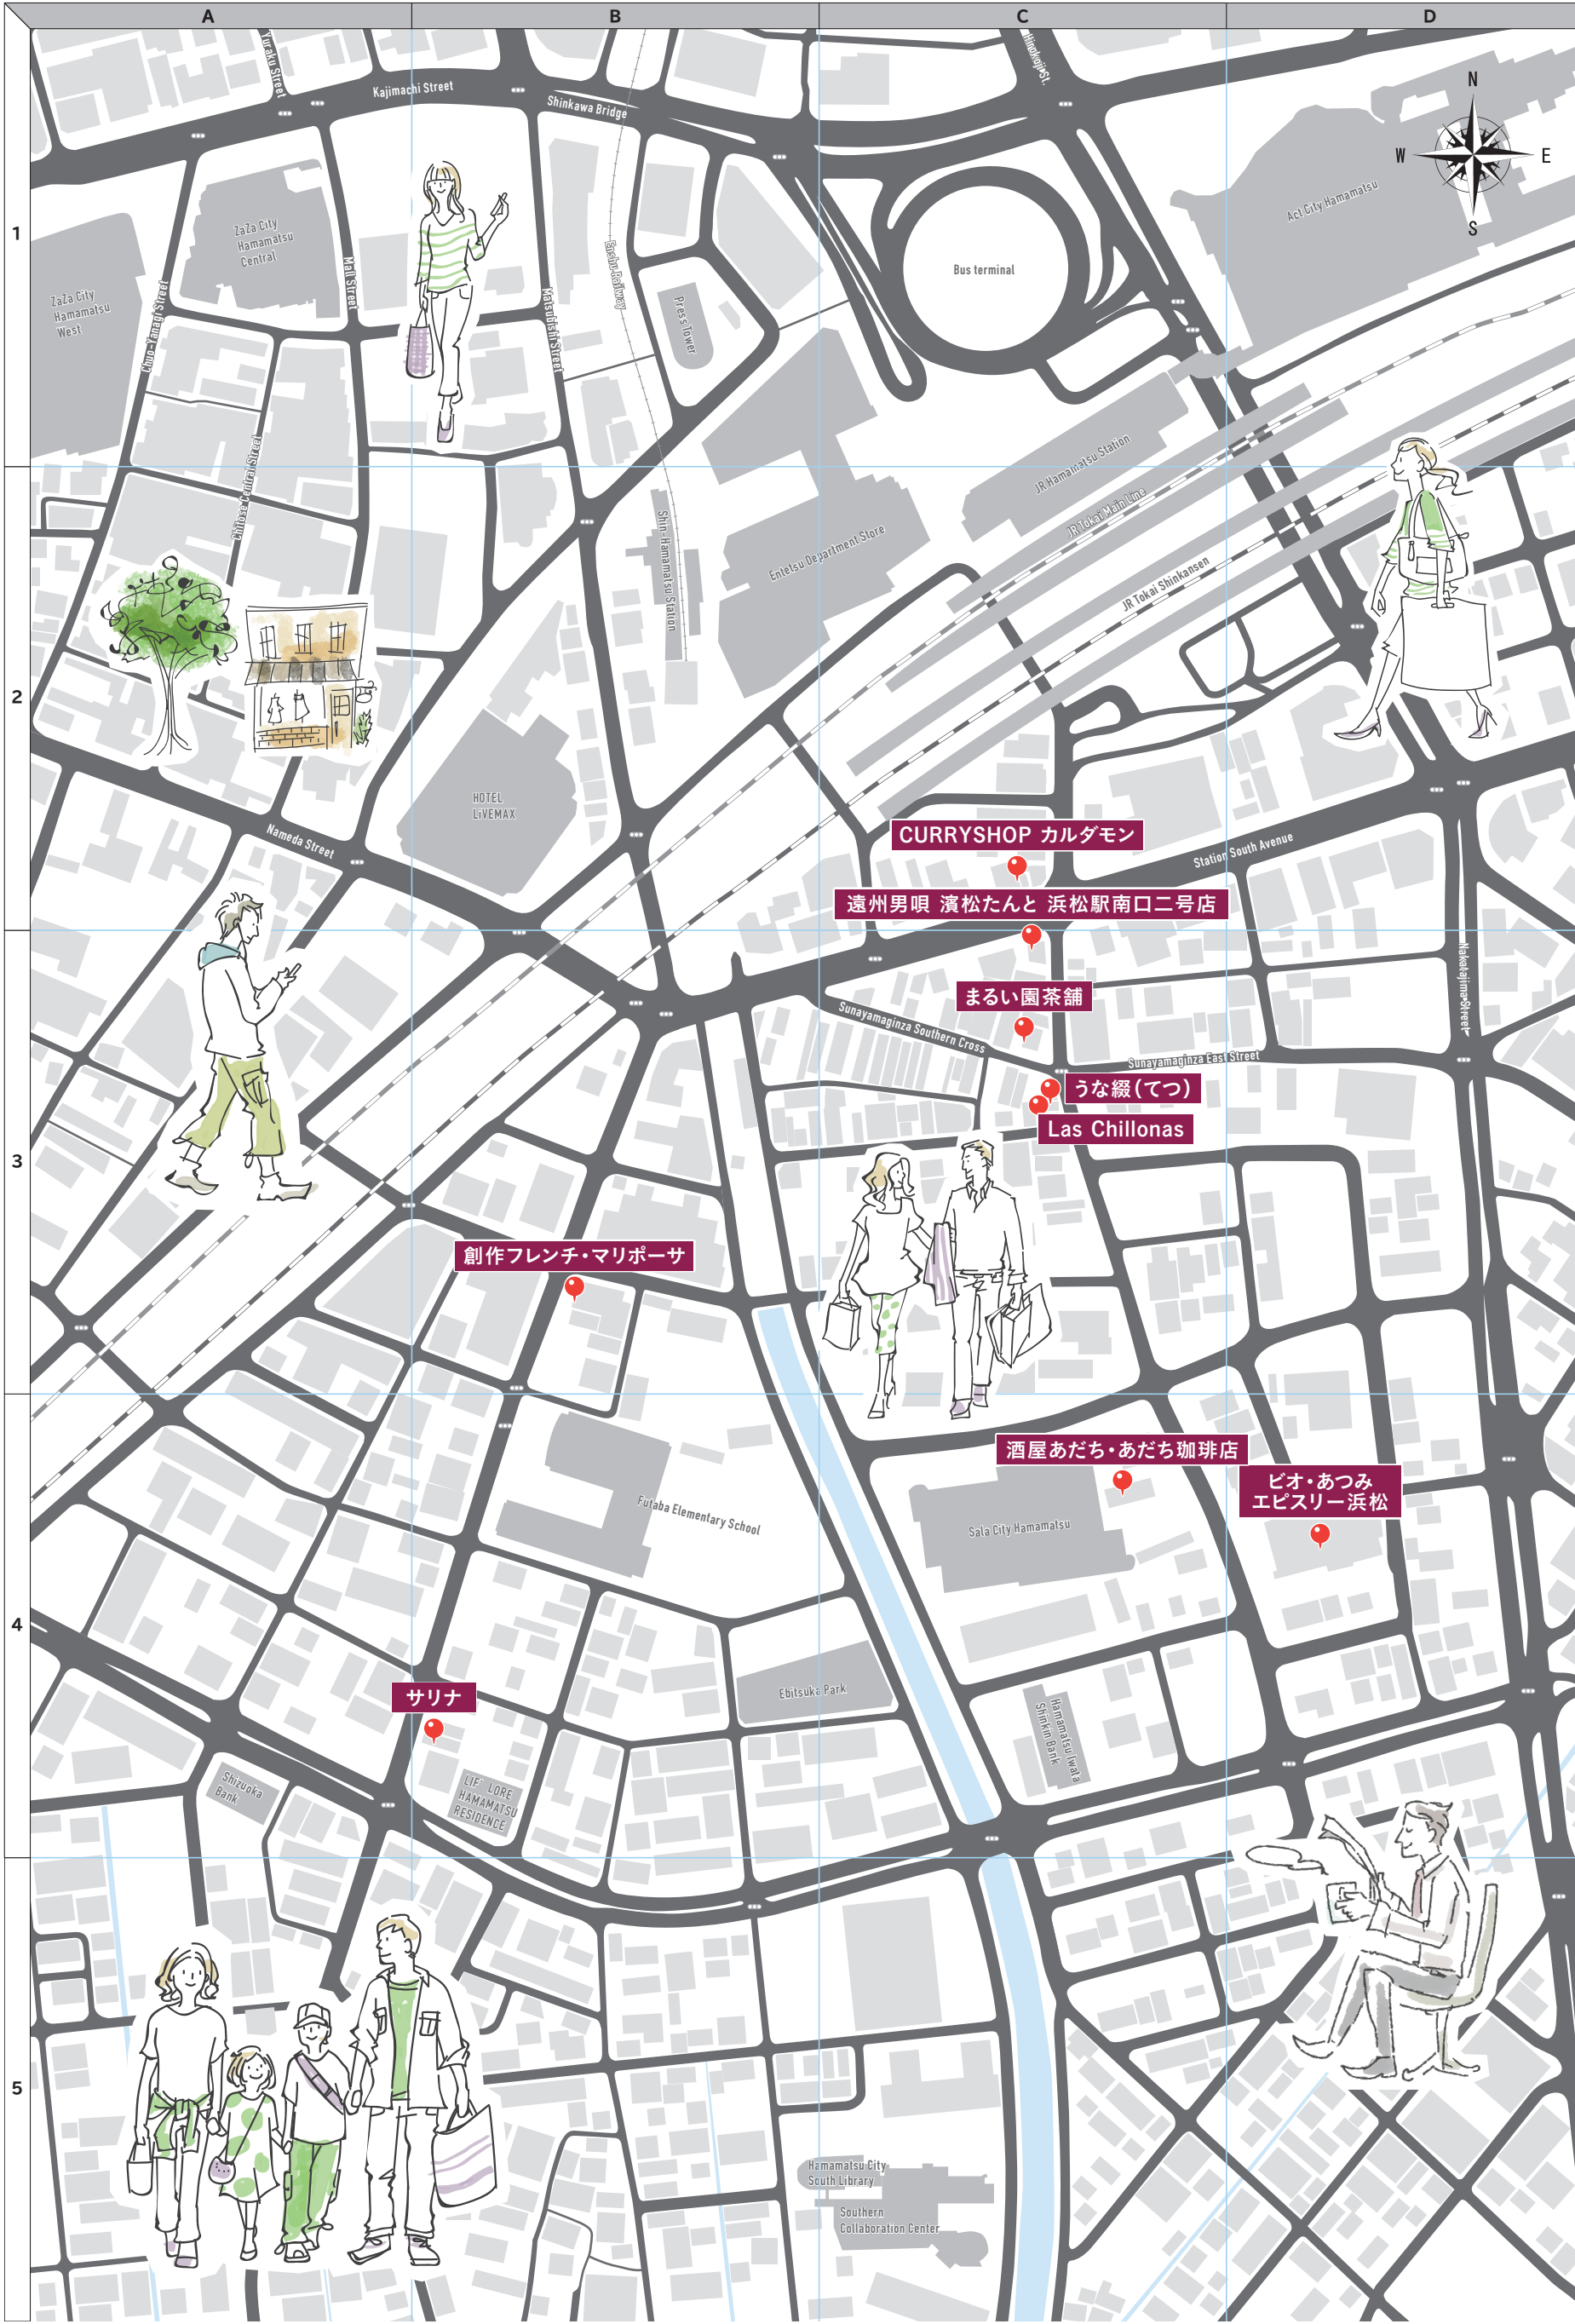 A
B
C
D
1
2
3
4
5
Yuraku Street
Kajimachi Street
Shinkawa Bridge
Hirokoji St.
N
W
E
S
Act City Hamamatsu
ZaZa City
Hamamatsu
Central
ZaZa City
Hamamatsu
West
Chuo-Yanagi Street
Mall Street
Matsubishi Street
Enshu Railway
Press Tower
Bus terminal
JR Hamamatsu Station
JR Tokai Main Line
JR Tokai Shinkansen
Chitose Central Street
Shin-Hamamatsu Station
Entetsu Department Store
HOTEL
LiVEMAX
Nameda Street
CURRYSHOP カルダモン
Station South Avenue
遠州男唄 濱松たんと 浜松駅南口二号店
まるい園茶舗
Sunayamaginza Southern Cross
Sunayamaginza East Street
Nakatajima Street
うな綴(てつ)
Las Chillonas
創作フレンチ・マリポーサ
酒屋あだち・あだち珈琲店
ビオ・あつみ
エピスリー浜松
Futaba Elementary School
Sala City Hamamatsu
サリナ
Ebitsuka Park
Hamamatsu Iwata
Shinkin Bank
Shizuoka
Bank
LIE' LORE
HAMAMATSU
RESIDENCE
Hamamatsu City
South Library
Southern
Collaboration Center